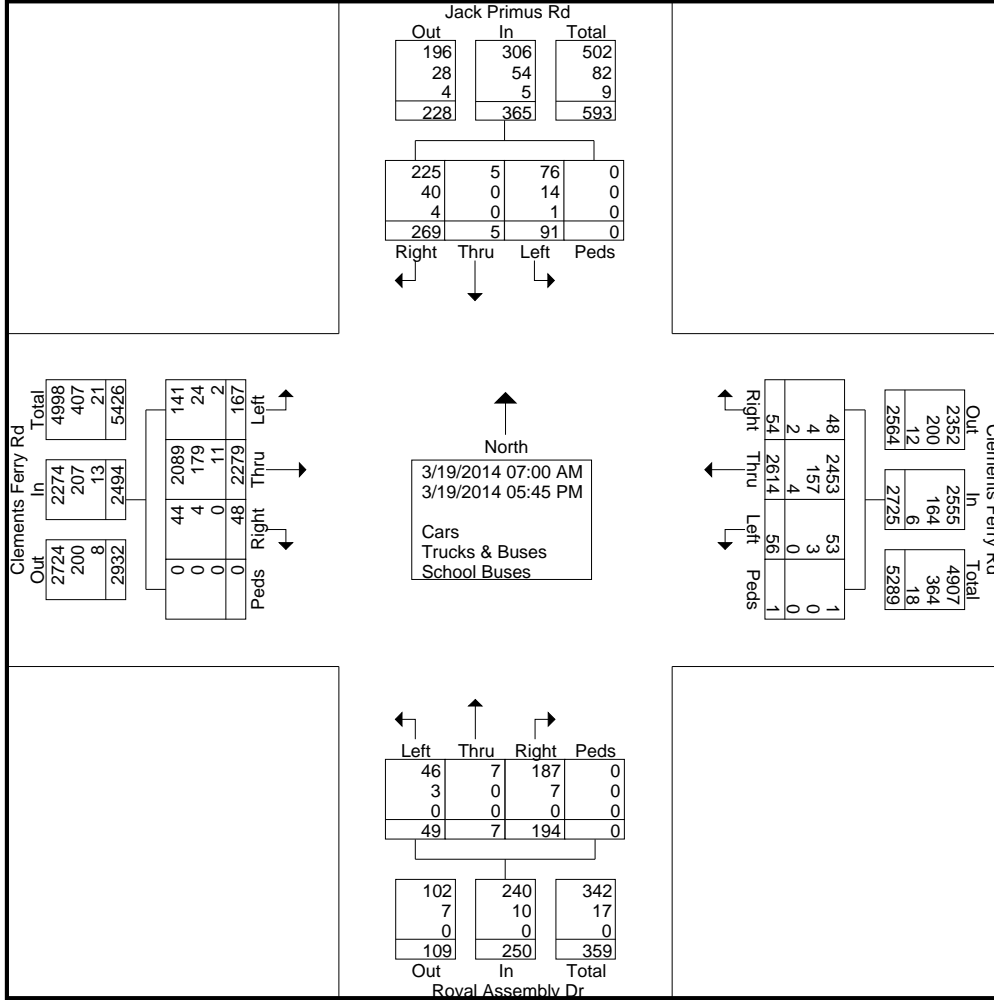 Jack Primus Rd
Out In Total
196 306 502
28 54 82
4 5 9
228 365 593
225 5 76 0
40 0 14 0
4 0 1 0
269 5 91 0
Right Thru Left Peds
Clements Ferry Rd
Total In Out
4998 2274 2724
407 207 200
21 13 8
5426 2494 2932
141 2089 44 0
24 179 4 0
2 11 0 0
167 2279 48 0
Left Thru Right Peds
North
3/19/2014 07:00 AM
3/19/2014 05:45 PM
Cars
Trucks & Buses
School Buses
Right Thru Left Peds
48 2453 53 1
4 157 3 0
2 4 0 0
54 2614 56 1
Clements Ferry Rd
Out In Total
2352 2555 4907
200 164 364
12 6 18
2564 2725 5289
Left Thru Right Peds
46 7 187 0
3 0 7 0
0 0 0 0
49 7 194 0
102 240 342
7 10 17
0 0 0
109 250 359
Out In Total
Royal Assembly Dr